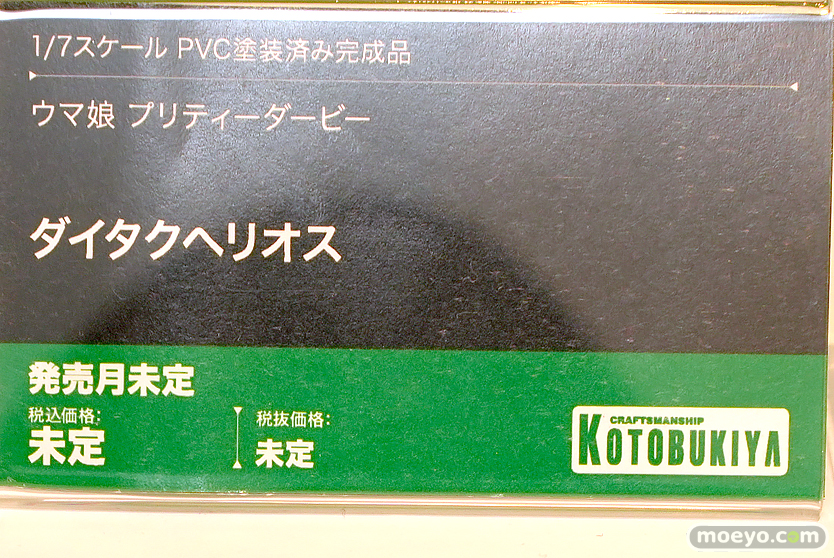 1/7スケール PVC塗装済み完成品
ウマ娘 プリティーダービー
ダイタクヘリオス
発売月未定
税込価格:
未定
税抜価格:
未定
CRAFTSMANSHIP
KOTOBUKIYA
moeyo.com